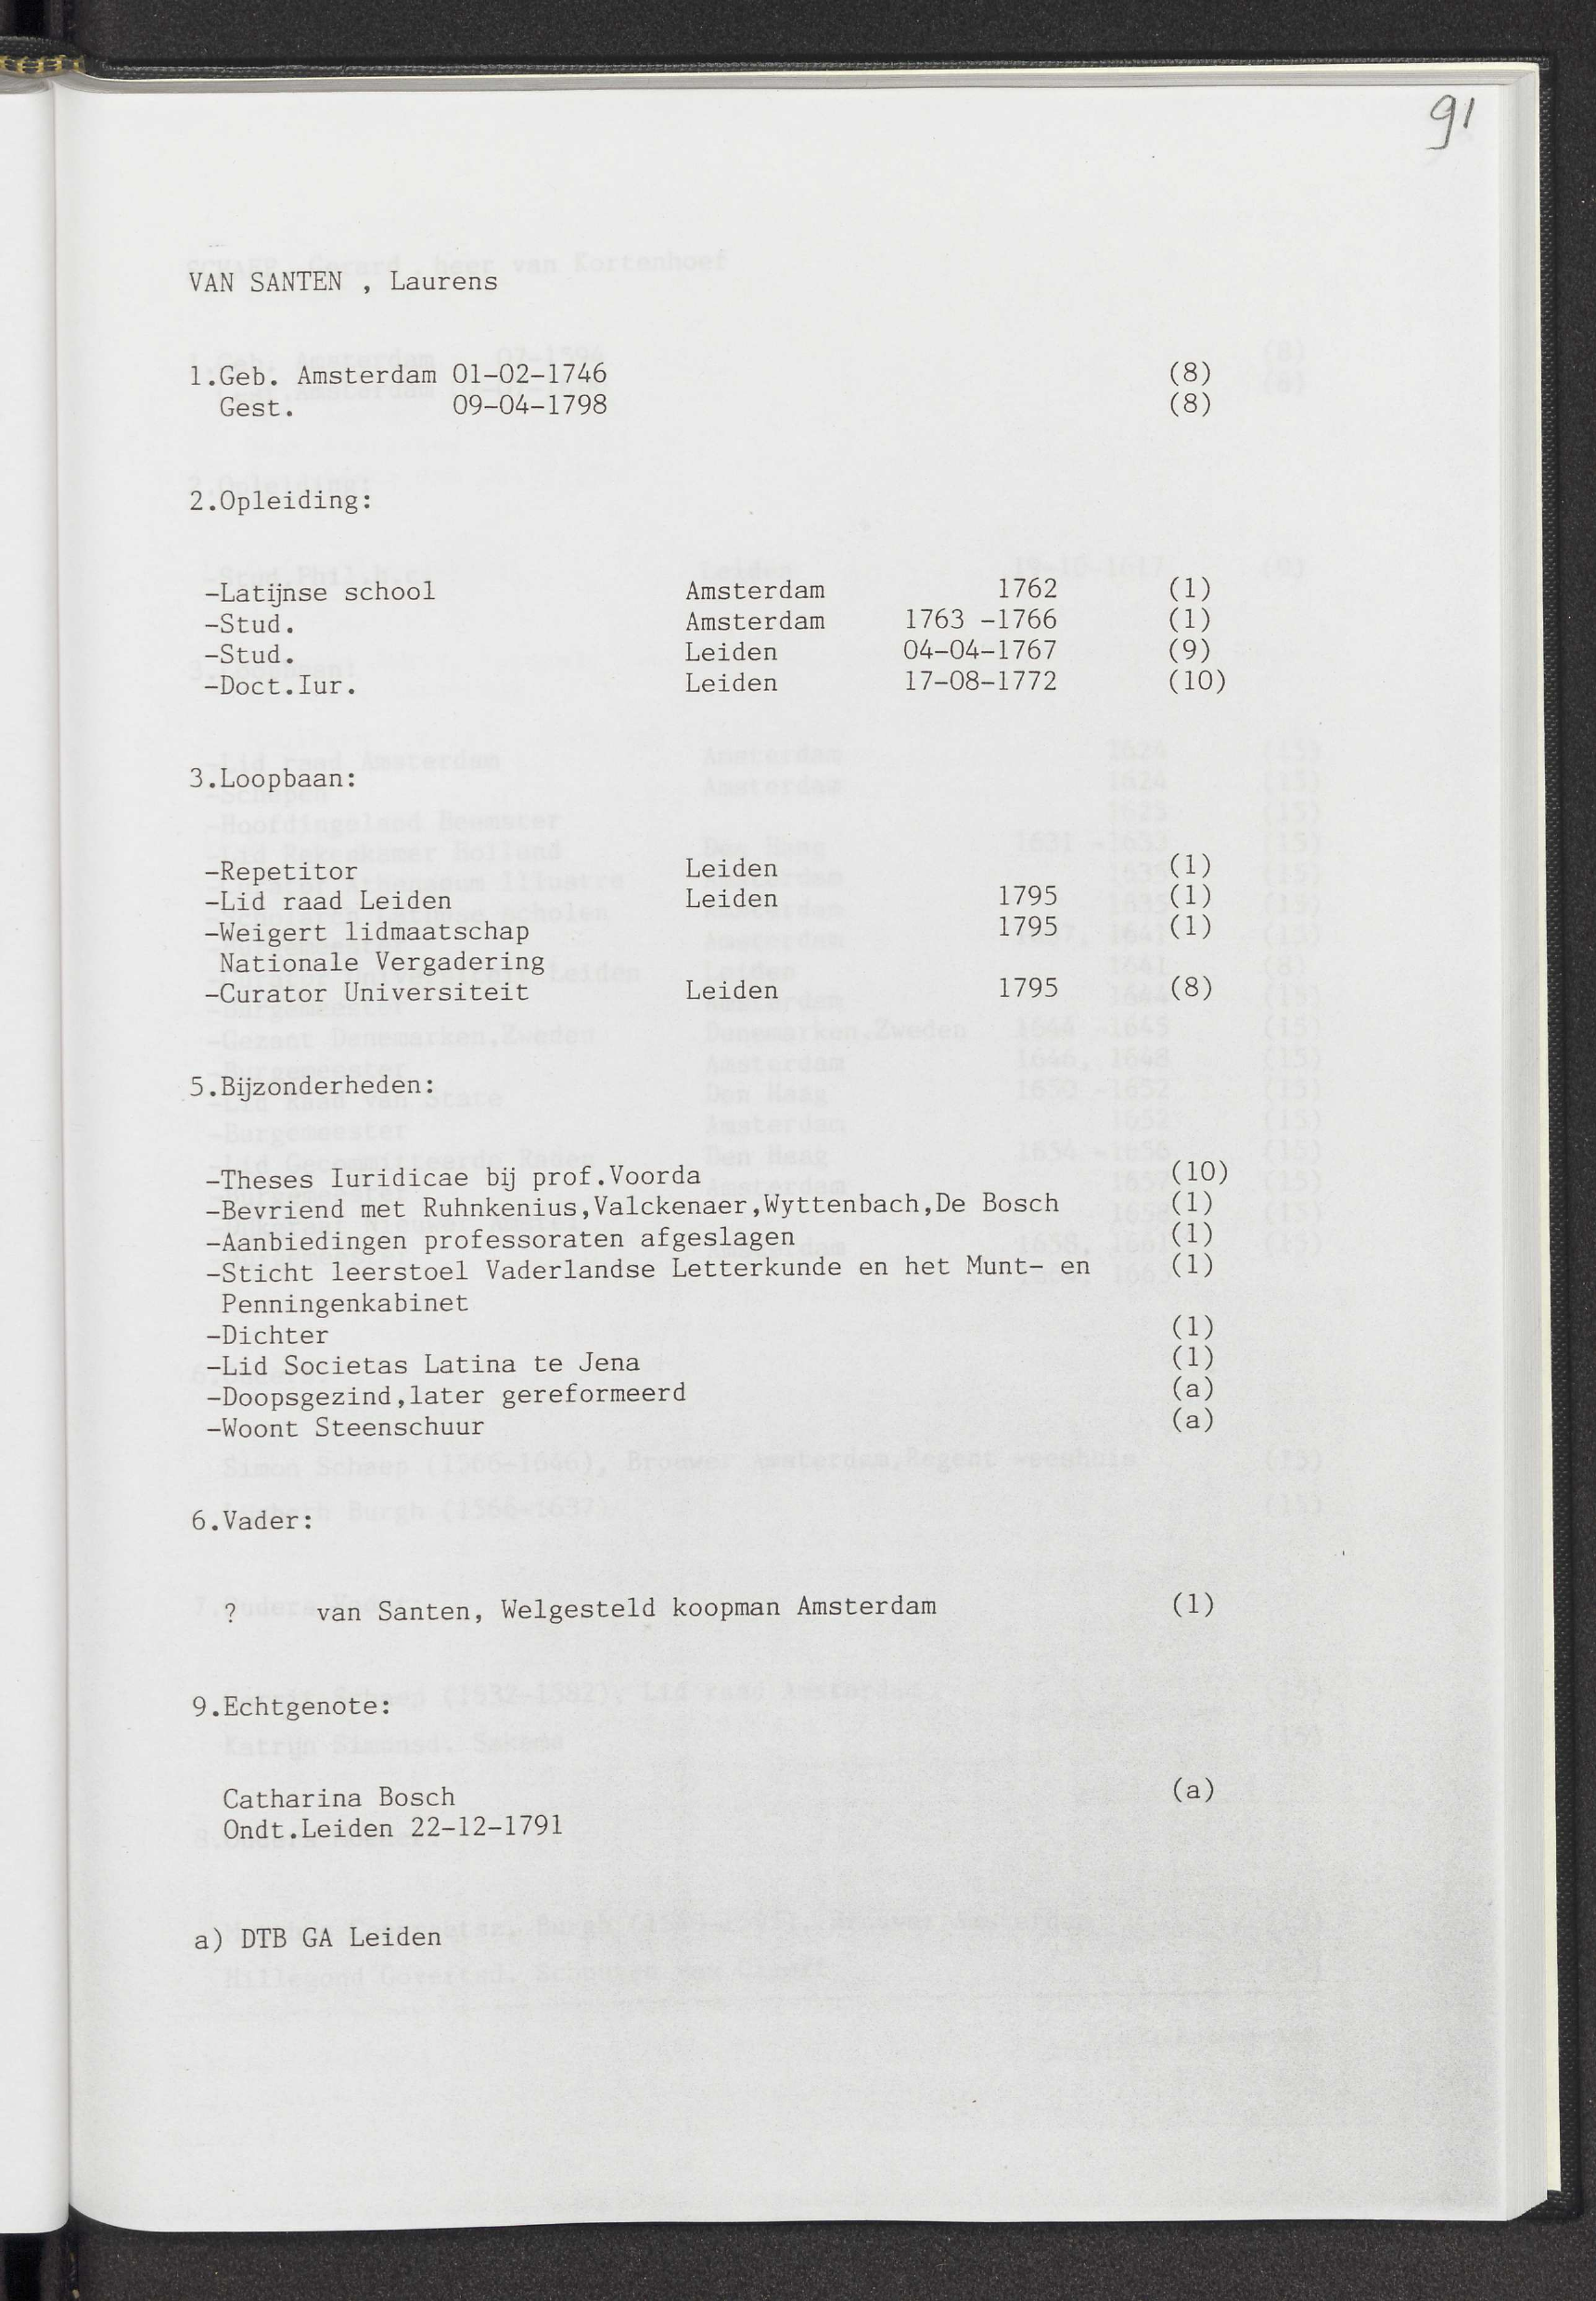 91
VAN SANTEN , Laurens
1.Geb. Amsterdam 01-02-1746 (8)
Gest. 09-04-1798 (8)
2.Opleiding:
-Latijnse school Amsterdam 1762 (1)
-Stud. Amsterdam 1763 -1766 (1)
-Stud. Leiden 04-04-1767 (9)
-Doct.Iur. Leiden 17-08-1772 (10)
3.Loopbaan:
-Repetitor Leiden (1)
-Lid raad Leiden Leiden 1795 (1)
-Weigert lidmaatschap 1795 (1)
Nationale Vergadering
-Curator Universiteit Leiden 1795 (8)
5.Bijzonderheden:
-Theses Iuridicae bij prof.Voorda (10)
-Bevriend met Ruhnkenius,Valckenaer,Wyttenbach,De Bosch (1)
-Aanbiedingen professoraten afgeslagen (1)
-Sticht leerstoel Vaderlandse Letterkunde en het Munt- en (1)
Penningenkabinet
-Dichter (1)
-Lid Societas Latina te Jena (1)
-Doopsgezind,later gereformeerd (a)
-Woont Steenschuur (a)
6.Vader:
? van Santen, Welgesteld koopman Amsterdam (1)
9.Echtgenote:
Catharina Bosch (a)
Ondt.Leiden 22-12-1791
a) DTB GA Leiden